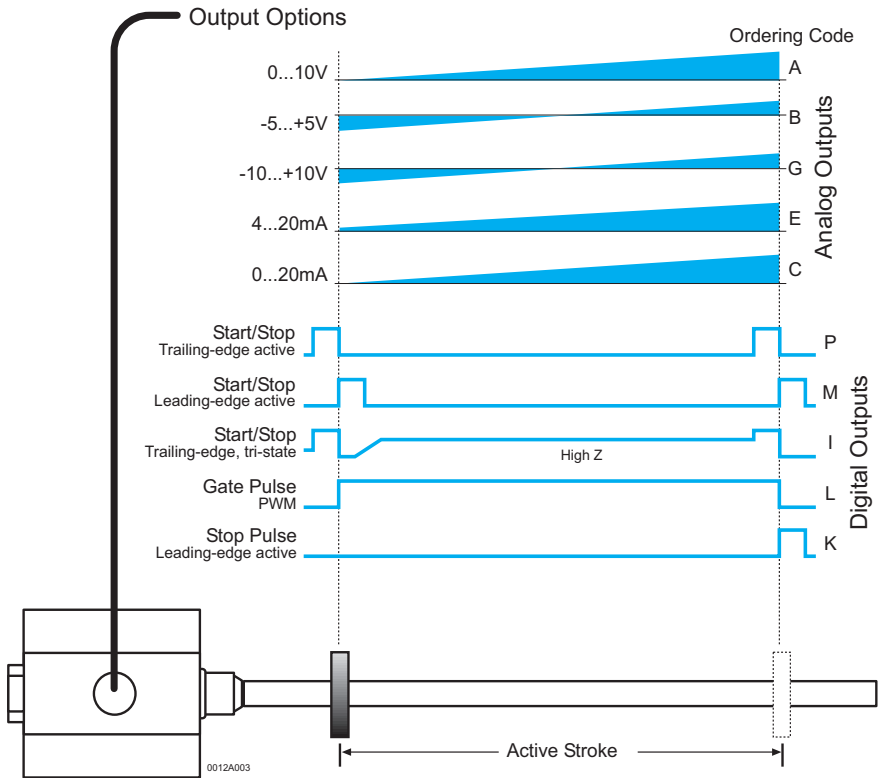 Output Options
Ordering Code
0...10V
A
-5...+5V
B
-10...+10V
G
4...20mA
E
0...20mA
C
Analog Outputs
Start/Stop
Trailing-edge active
P
Start/Stop
Leading-edge active
M
Start/Stop
Trailing-edge, tri-state
High Z
I
Gate Pulse
PWM
L
Stop Pulse
Leading-edge active
K
Digital Outputs
Active Stroke
0012A003